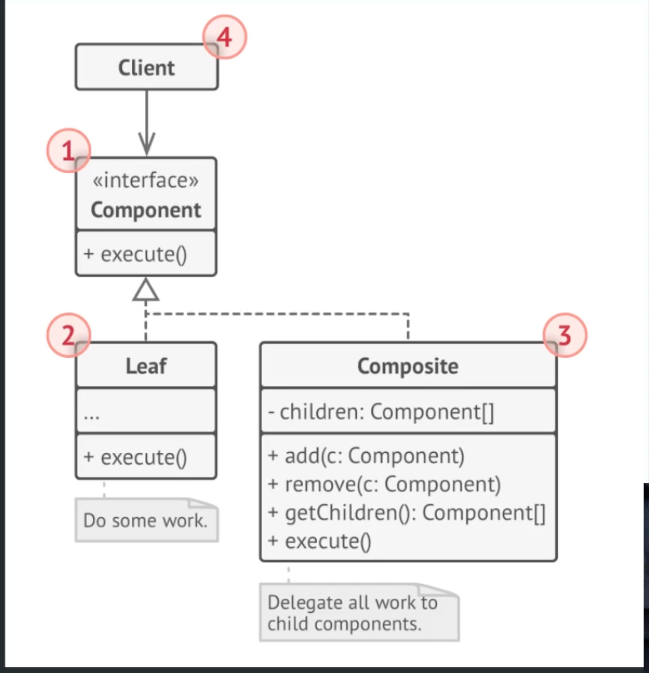 4
Client
1
«interface»
Component
+ execute()
2
Leaf
...
+ execute()
Do some work.
3
Composite
- children: Component[]
+ add(c: Component)
+ remove(c: Component)
+ getChildren(): Component[]
+ execute()
Delegate all work to
child components.